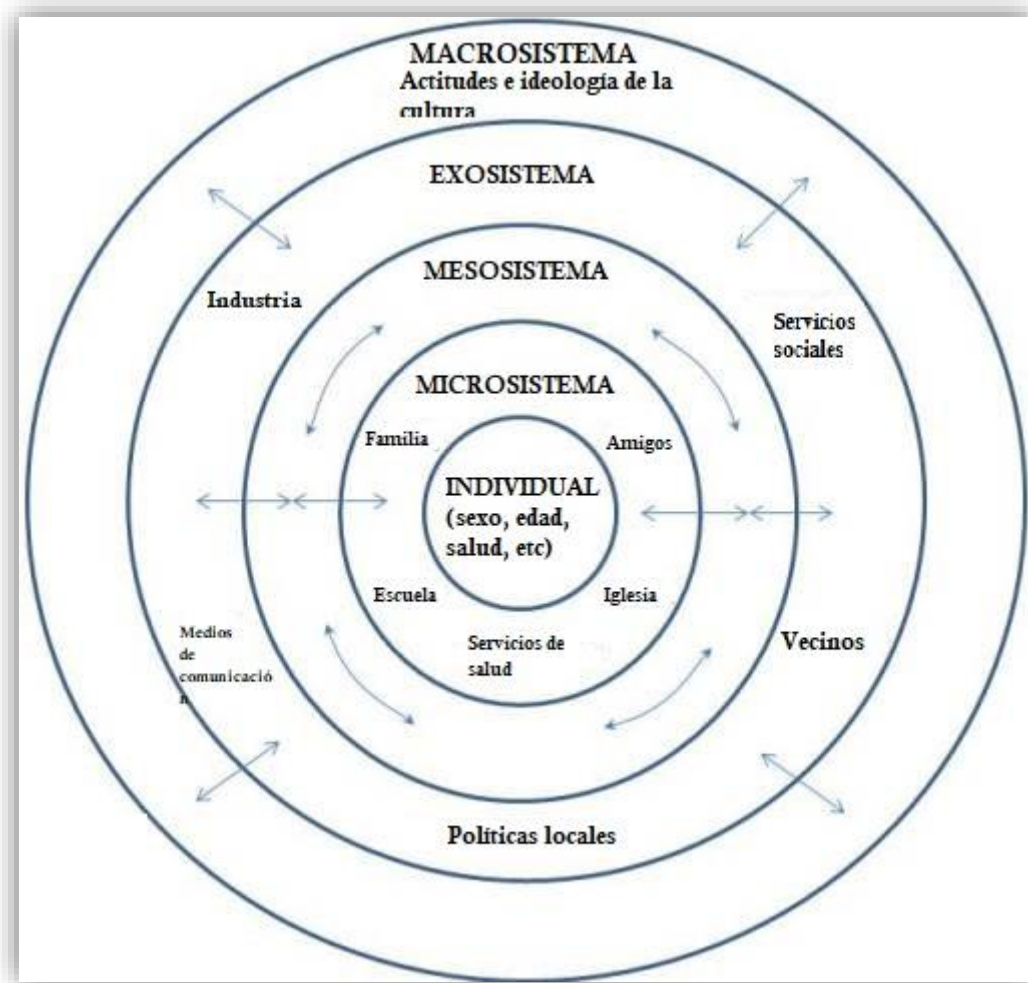 MACROSISTEMA
Actitudes e ideología de la
cultura
EXOSISTEMA
MESOSISTEMA
Industria
Servicios
sociales
MICROSISTEMA
Familia
Amigos
INDIVIDUAL
(sexo, edad,
salud, etc)
Escuela
Iglesia
Medios
de
comunicació
n
Servicios de
salud
Vecinos
Políticas locales